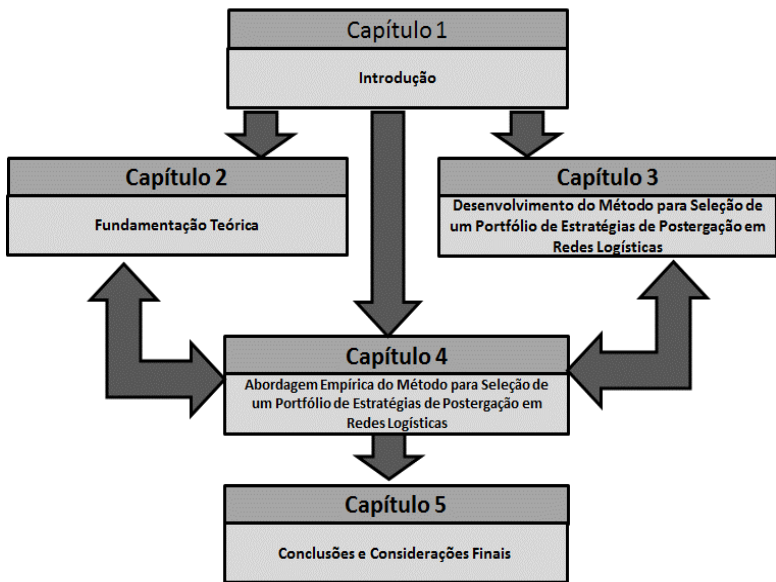 Capítulo 1
Introdução
Capítulo 2
Fundamentação Teórica
Capítulo 3
Desenvolvimento do Método para Seleção de
um Portfólio de Estratégias de Postergação em
Redes Logísticas
Capítulo 4
Abordagem Empírica do Método para Seleção de
um Portfólio de Estratégias de Postergação em
Redes Logísticas
Capítulo 5
Conclusões e Considerações Finais